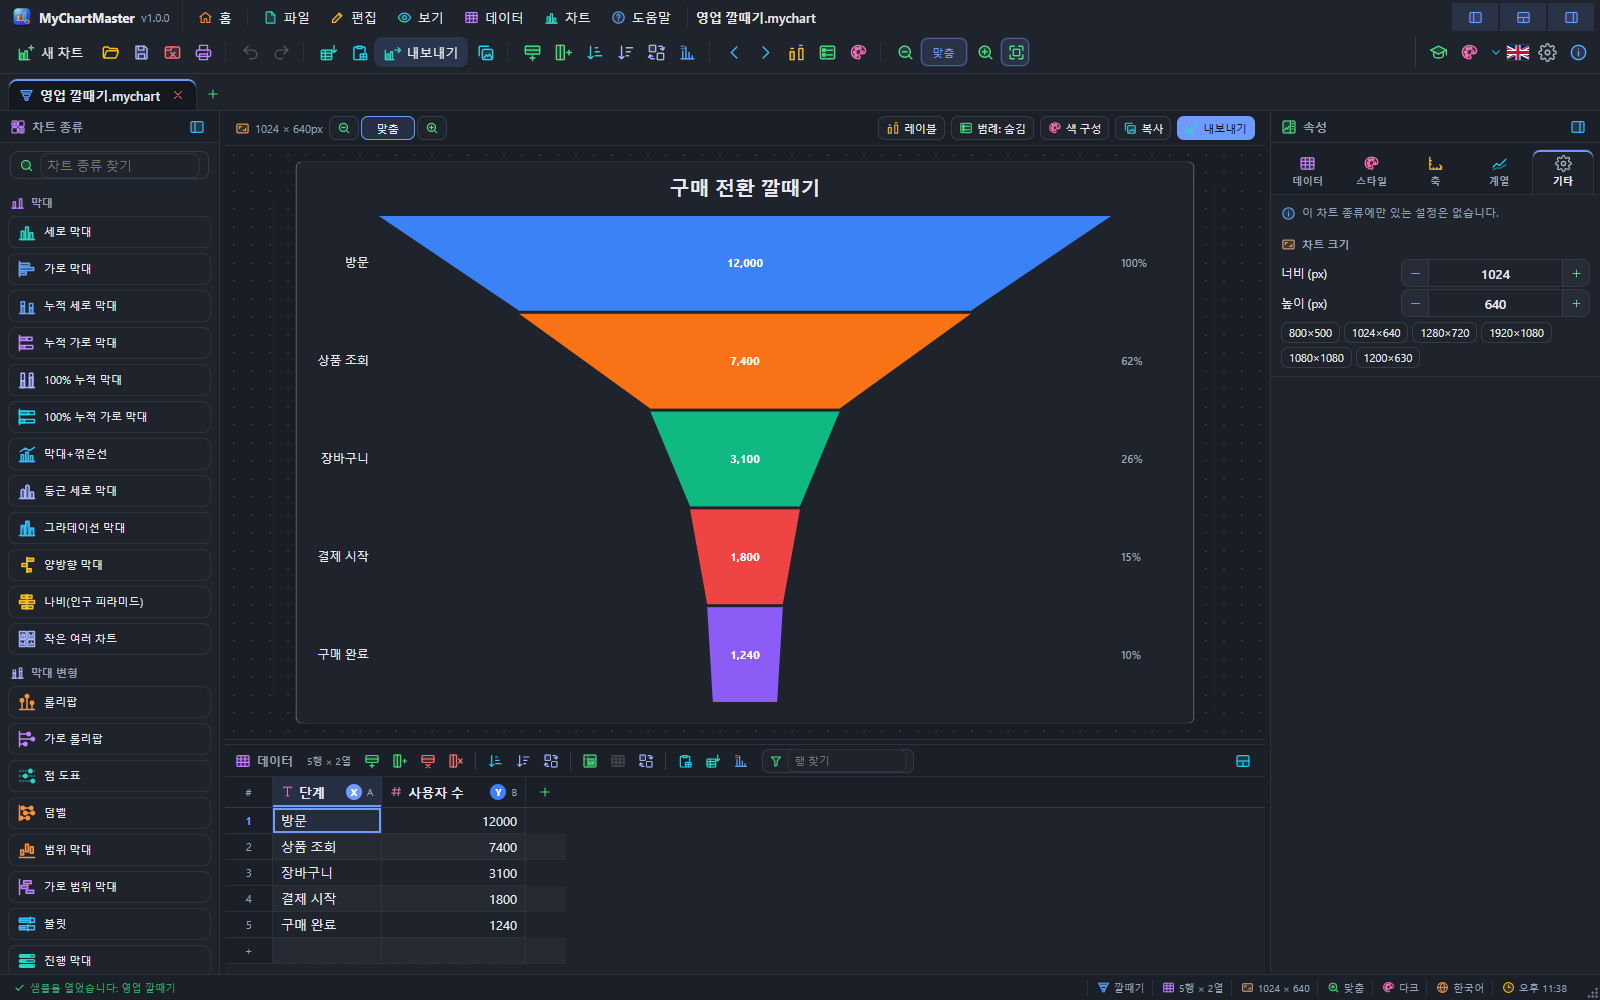 MyChartMaster v1.0.0 홈 파일 편집 보기 데이터 차트 도움말 영업 깔때기.mychart
새 차트 내보내기 맞춤
영업 깔때기.mychart
차트 종류
차트 종류 찾기
막대
세로 막대
가로 막대
누적 세로 막대
누적 가로 막대
100% 누적 막대
100% 누적 가로 막대
막대+꺾은선
둥근 세로 막대
그라데이션 막대
양방향 막대
나비(인구 피라미드)
작은 여러 차트
막대 변형
롤리팝
가로 롤리팝
점 도표
덤벨
범위 막대
가로 범위 막대
불릿
진행 막대
1024 × 640px 맞춤 레이블 범례: 숨김 색 구성 복사 내보내기
구매 전환 깔때기
방문 12,000 100%
상품 조회 7,400 62%
장바구니 3,100 26%
결제 시작 1,800 15%
구매 완료 1,240 10%
데이터 5행 × 2열 행 찾기
# 단계 X A # 사용자 수 Y B +
1 방문 12000
2 상품 조회 7400
3 장바구니 3100
4 결제 시작 1800
5 구매 완료 1240
+
속성
데이터 스타일 축 계열 기타
이 차트 종류에만 있는 설정은 없습니다.
차트 크기
너비 (px) − 1024 +
높이 (px) − 640 +
800×500 1024×640 1280×720 1920×1080
1080×1080 1200×630
샘플을 열었습니다: 영업 깔때기 깔때기 5행 × 2열 1024 × 640 맞춤 다크 한국어 오후 11:38